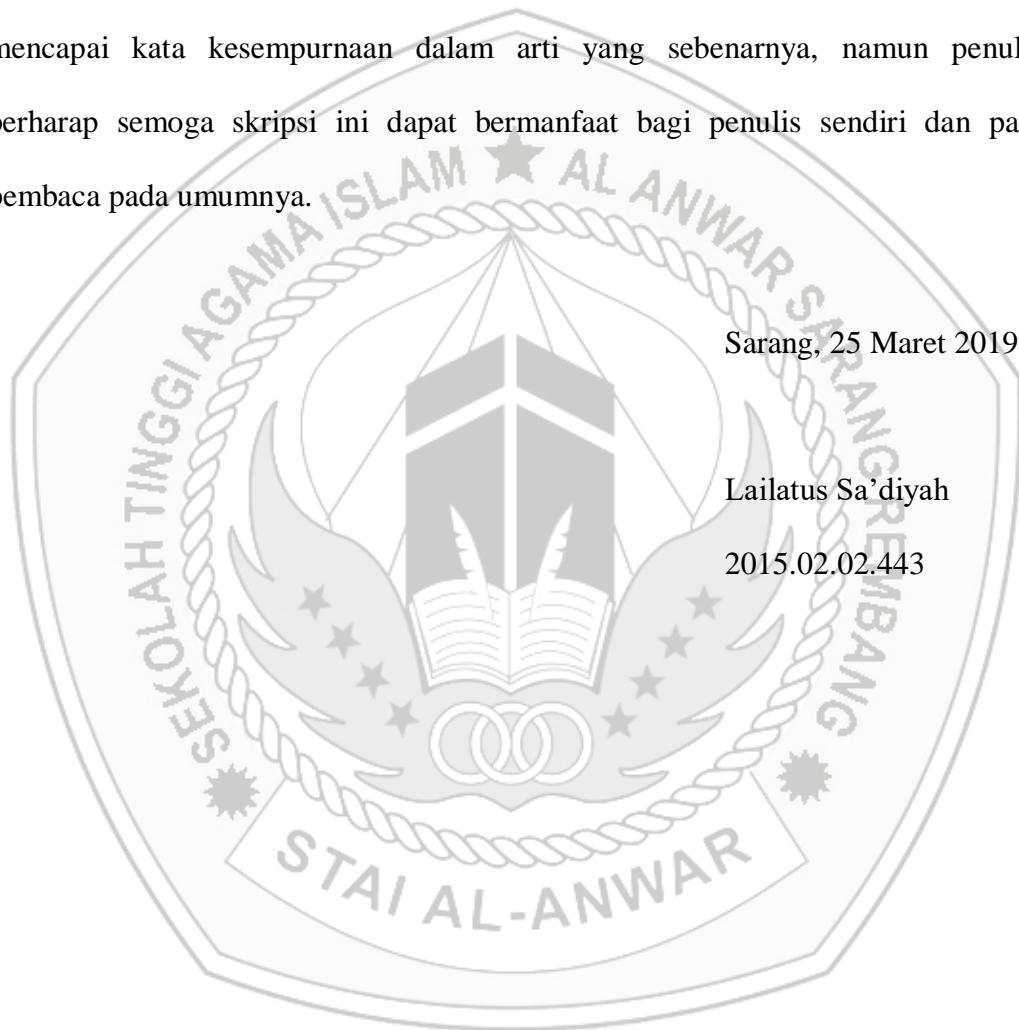 mencapai kata kesempurnaan dalam arti yang sebenarnya, namun penul
berharap semoga skripsi ini dapat bermanfaat bagi penulis sendiri dan pa
pembaca pada umumnya.
SEKOLAH TINGGI AGAMA ISLAM ★ AL ANWAR SARANG REMBANG
Sarang, 25 Maret 2019
Lailatus Sa’diyah
2015.02.02.443
STAI AL-ANWAR